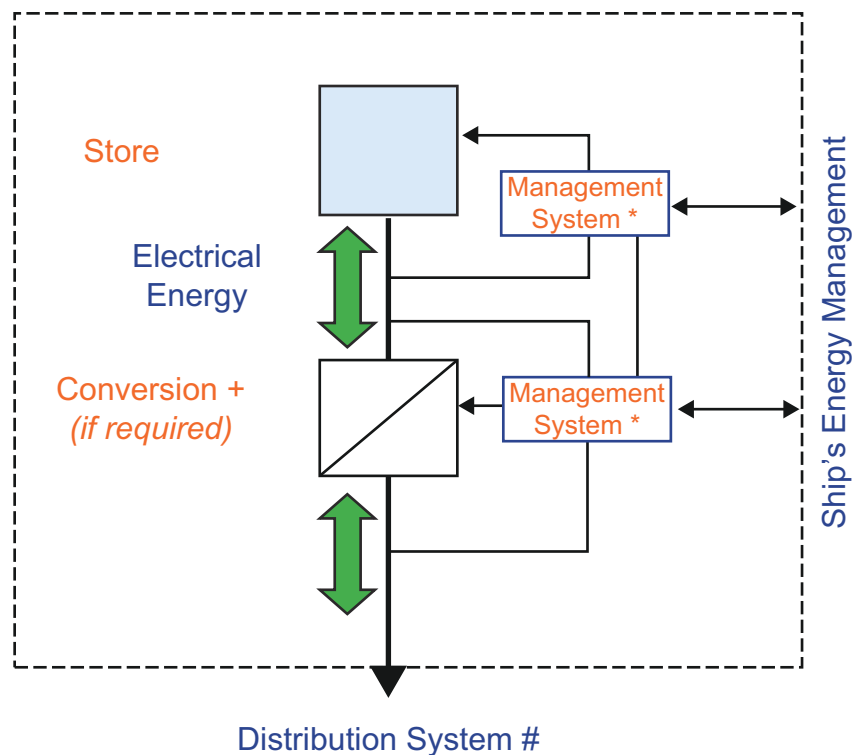 Store
Management
System *
Electrical
Energy
Conversion +
(if required)
Management
System *
Ship's Energy Management
Distribution System #